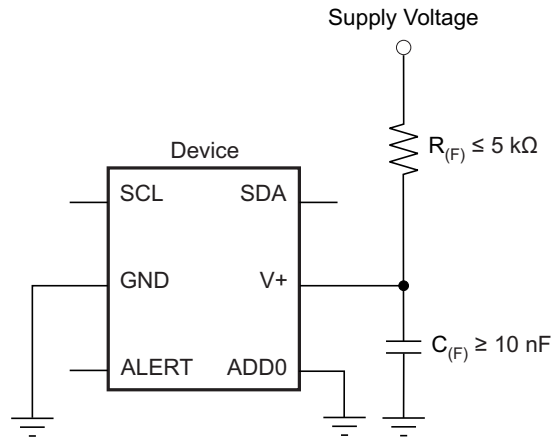 Supply Voltage
R(F) ≤ 5 kΩ
Device
SCL SDA
GND V+
C(F) ≥ 10 nF
ALERT ADD0